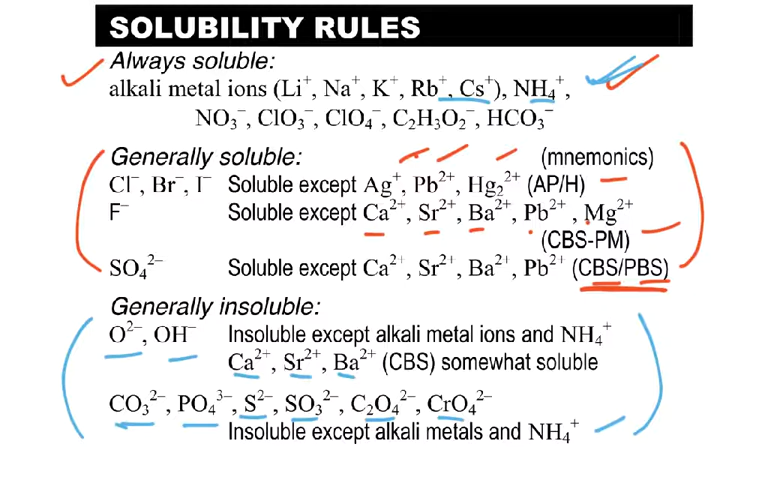 SOLUBILITY RULES
Always soluble:
alkali metal ions (Li⁺, Na⁺, K⁺, Rb⁺, Cs⁺), NH₄⁺,
NO₃⁻, ClO₃⁻, ClO₄⁻, C₂H₃O₂⁻, HCO₃⁻
Generally soluble: (mnemonics)
Cl⁻, Br⁻, I⁻ Soluble except Ag⁺, Pb²⁺, Hg₂²⁺ (AP/H)
F⁻ Soluble except Ca²⁺, Sr²⁺, Ba²⁺, Pb²⁺, Mg²⁺
(CBS-PM)
SO₄²⁻ Soluble except Ca²⁺, Sr²⁺, Ba²⁺, Pb²⁺ (CBS/PBS)
Generally insoluble:
O²⁻, OH⁻ Insoluble except alkali metal ions and NH₄⁺
Ca²⁺, Sr²⁺, Ba²⁺ (CBS) somewhat soluble
CO₃²⁻, PO₄³⁻, S²⁻, SO₃²⁻, C₂O₄²⁻, CrO₄²⁻
Insoluble except alkali metals and NH₄⁺